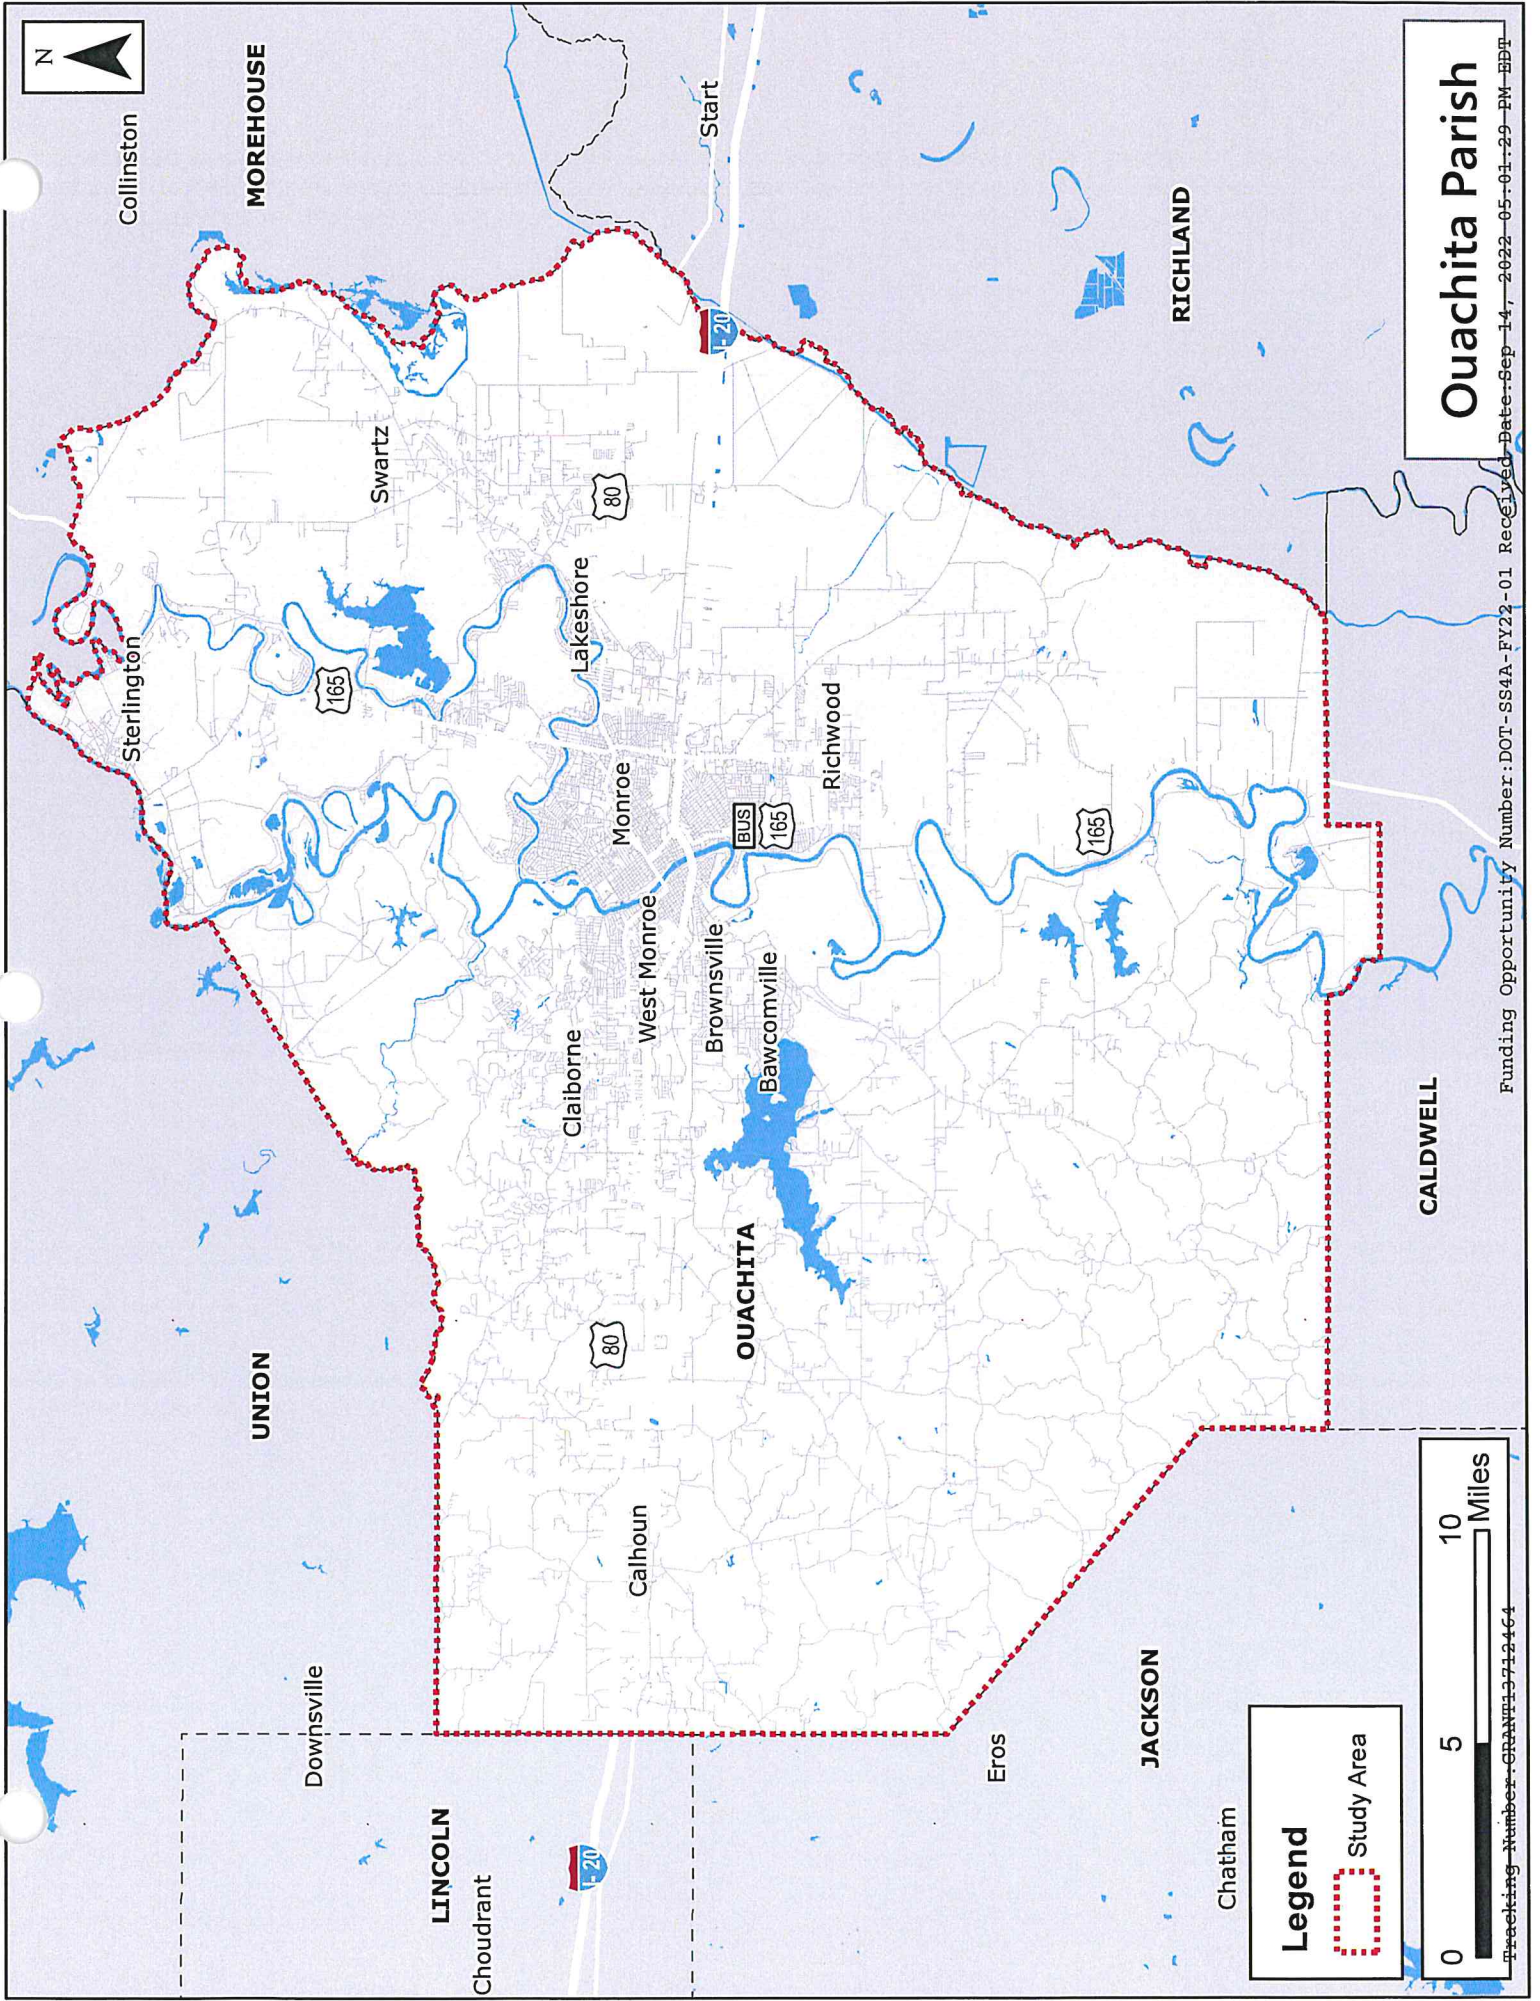 N
Collinston
MOREHOUSE
Sterlington
UNION
Downsville
165
Swartz
Start
LINCOLN
Choudrant
I-20
Claiborne
Calhoun
80
West Monroe
Monroe
Lakeshore
80
I-20
OUACHITA
Brownsville
Bawcomville
BUS
165
Richwood
RICHLAND
165
Eros
JACKSON
Chatham
CALDWELL
Ouachita Parish
Legend
Study Area
0 5 10
Miles
Tracking Number:GRANT13712464
Funding Opportunity Number:DOT-SS4A-FY22-01 Received Date:Sep 14, 2022 05:01:29 PM EDT